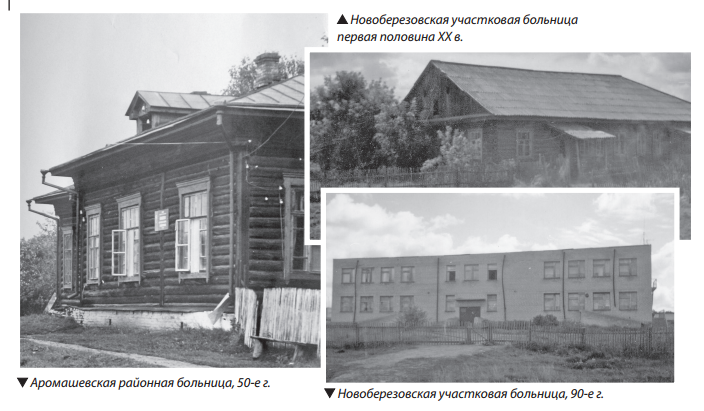 ▲ Новоберезовская участковая больница
первая половина XX в.
▼ Аромашевская районная больница, 50-е г.
▼ Новоберезовская участковая больница, 90-е г.